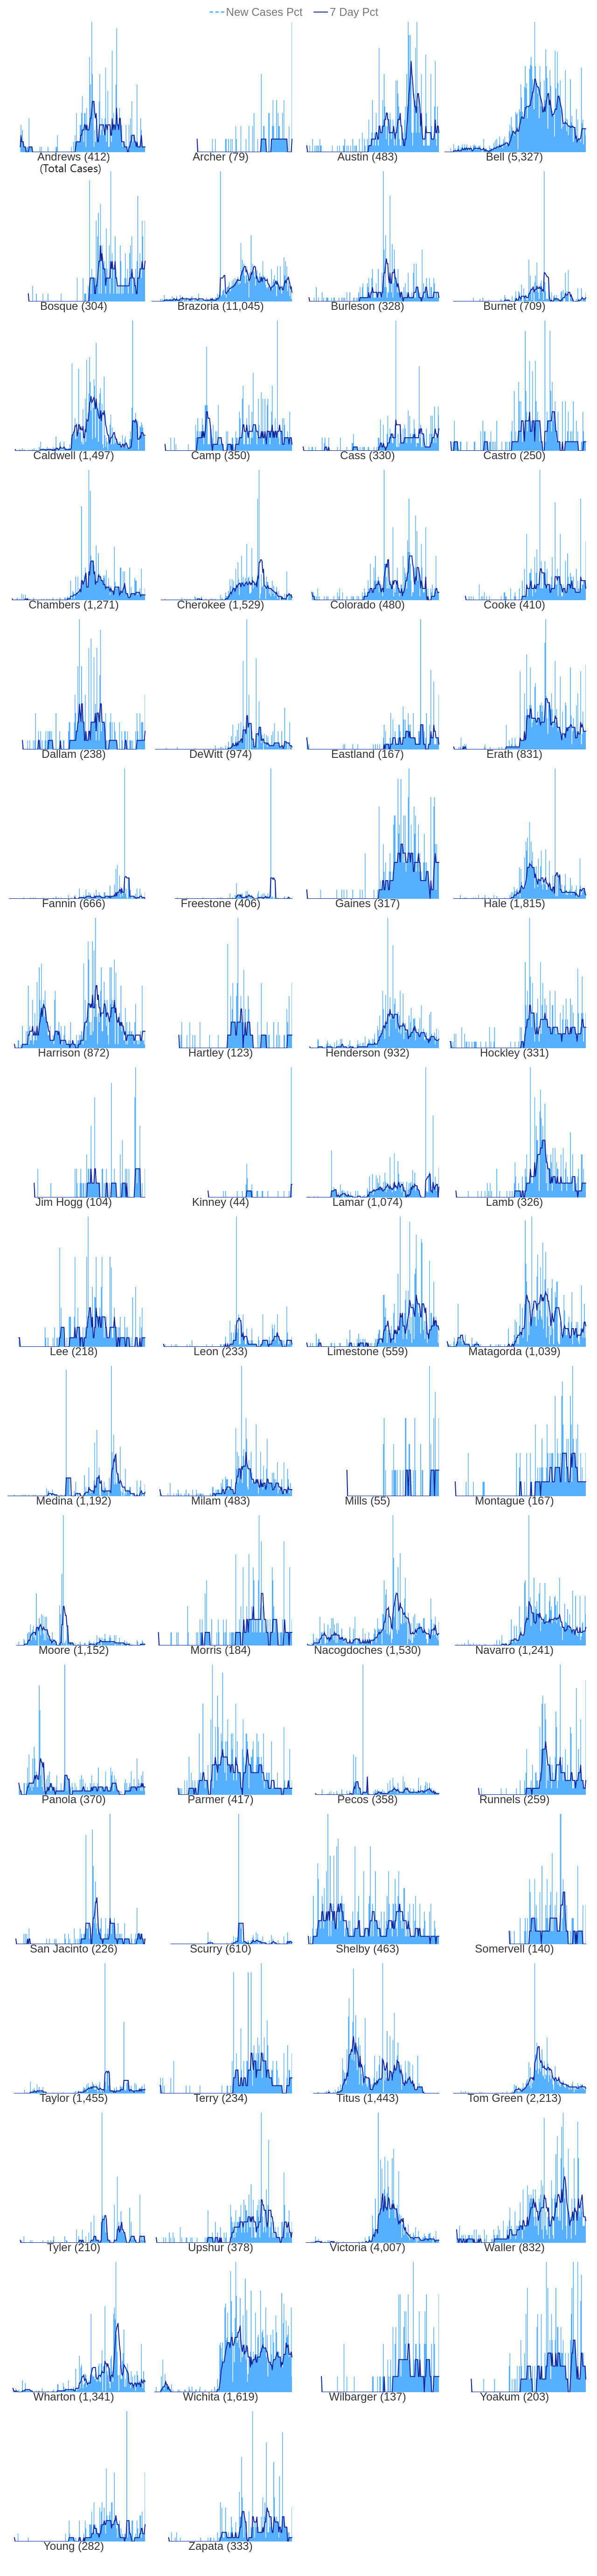 New Cases Pct 7 Day Pct
Andrews (412) Archer (79) Austin (483) Bell (5,327)
(Total Cases)
Bosque (304) Brazoria (11,045) Burleson (328) Burnet (709)
Caldwell (1,497) Camp (350) Cass (330) Castro (250)
Chambers (1,271) Cherokee (1,529) Colorado (480) Cooke (410)
Dallam (238) DeWitt (974) Eastland (167) Erath (831)
Fannin (666) Freestone (406) Gaines (317) Hale (1,815)
Harrison (872) Hartley (123) Henderson (932) Hockley (331)
Jim Hogg (104) Kinney (44) Lamar (1,074) Lamb (326)
Lee (218) Leon (233) Limestone (559) Matagorda (1,039)
Medina (1,192) Milam (483) Mills (55) Montague (167)
Moore (1,152) Morris (184) Nacogdoches (1,530) Navarro (1,241)
Panola (370) Parmer (417) Pecos (358) Runnels (259)
San Jacinto (226) Scurry (610) Shelby (463) Somervell (140)
Taylor (1,455) Terry (234) Titus (1,443) Tom Green (2,213)
Tyler (210) Upshur (378) Victoria (4,007) Waller (832)
Wharton (1,341) Wichita (1,619) Wilbarger (137) Yoakum (203)
Young (282) Zapata (333)